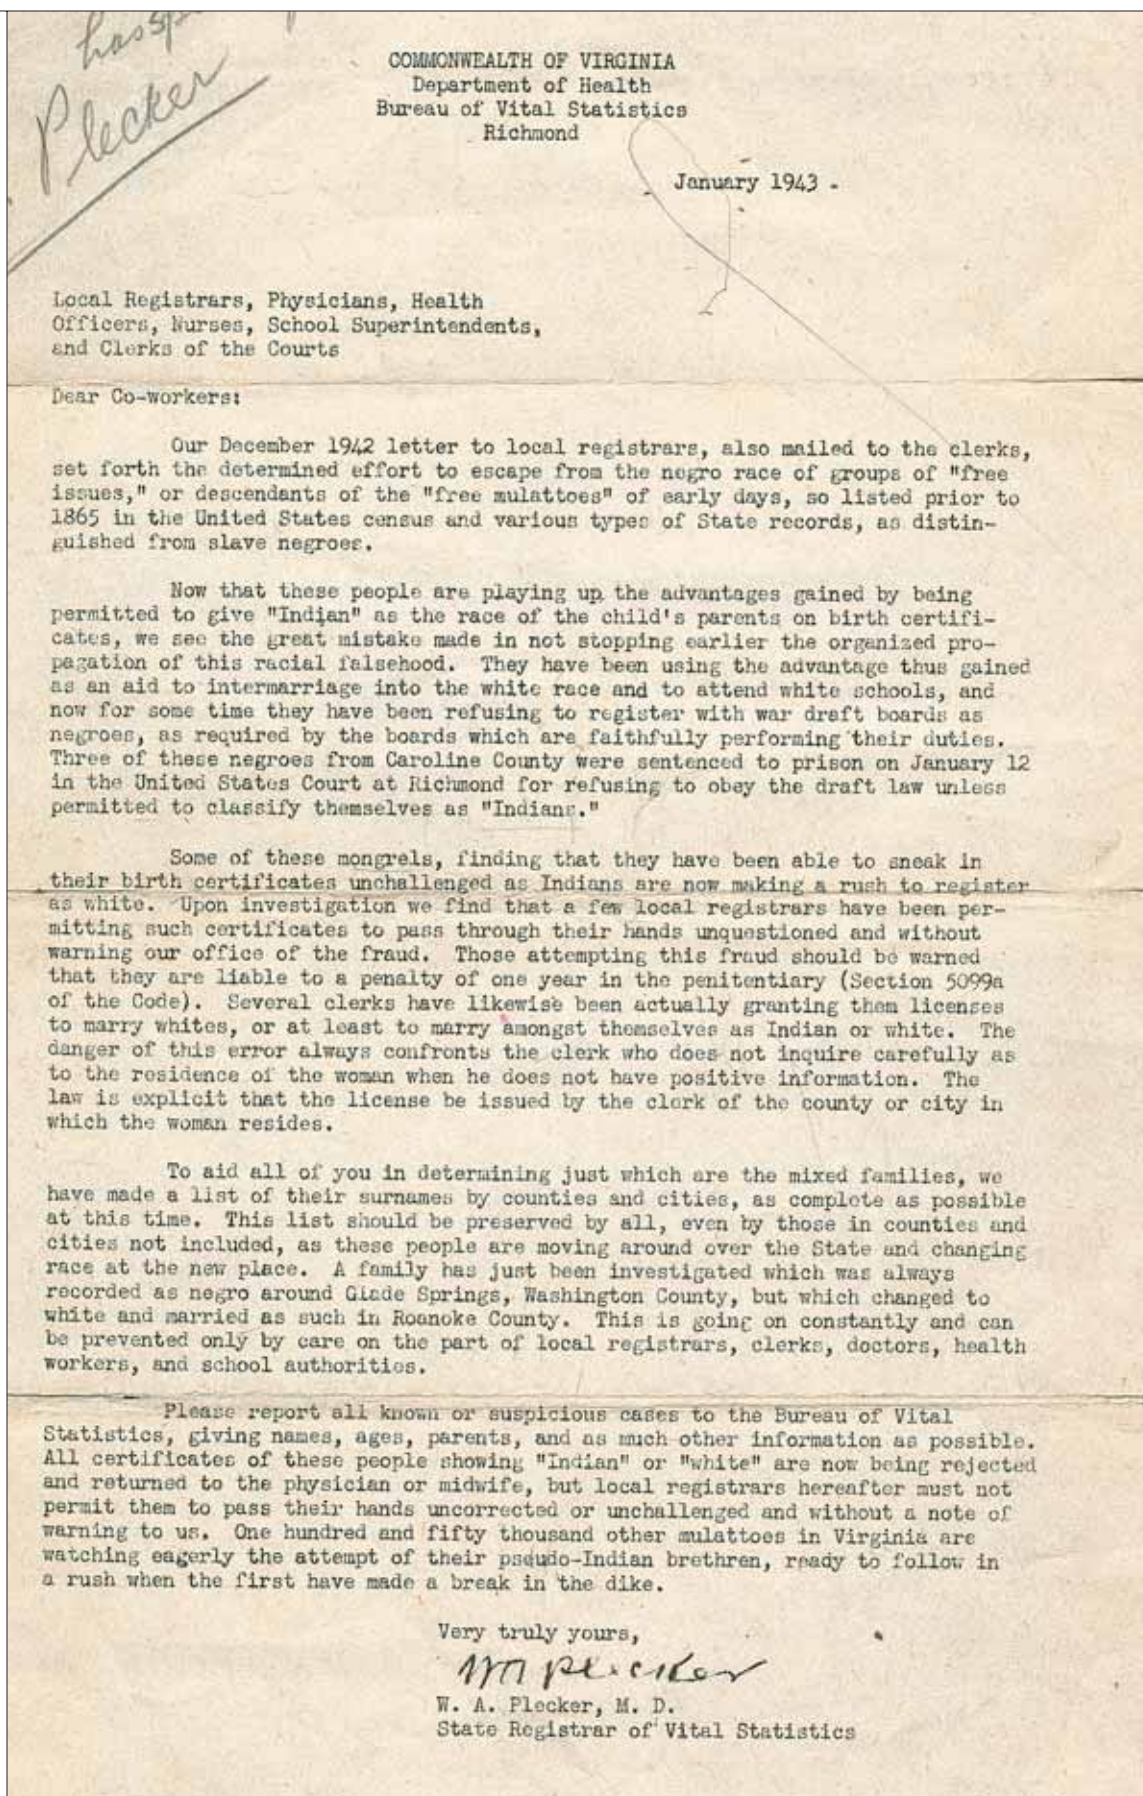 Plecker
COMMONWEALTH OF VIRGINIA
Department of Health
Bureau of Vital Statistics
Richmond
January 1943
Local Registrars, Physicians, Health
Officers, Nurses, School Superintendents,
and Clerks of the Courts
Dear Co-workers:
Our December 1942 letter to local registrars, also mailed to the clerks,
set forth the determined effort to escape from the negro race of groups of "free
issues," or descendants of the "free mulattoes" of early days, so listed prior to
1865 in the United States census and various types of State records, as distin-
guished from slave negroes.
Now that these people are playing up the advantages gained by being
permitted to give "Indian" as the race of the child's parents on birth certifi-
cates, we see the great mistake made in not stopping earlier the organized pro-
pagation of this racial falsehood. They have been using the advantage thus gained
as an aid to intermarriage into the white race and to attend white schools, and
now for some time they have been refusing to register with war draft boards as
negroes, as required by the boards which are faithfully performing their duties.
Three of these negroes from Caroline County were sentenced to prison on January 12
in the United States Court at Richmond for refusing to obey the draft law unless
permitted to classify themselves as "Indians."
Some of these mongrels, finding that they have been able to sneak in
their birth certificates unchallenged as Indians are now making a rush to register
as white. Upon investigation we find that a few local registrars have been per-
mitting such certificates to pass through their hands unquestioned and without
warning our office of the fraud. Those attempting this fraud should be warned
that they are liable to a penalty of one year in the penitentiary (Section 5099a
of the Code). Several clerks have likewise been actually granting them licenses
to marry whites, or at least to marry amongst themselves as Indian or white. The
danger of this error always confronts the clerk who does not inquire carefully as
to the residence of the woman when he does not have positive information. The
law is explicit that the license be issued by the clerk of the county or city in
which the woman resides.
To aid all of you in determining just which are the mixed families, we
have made a list of their surnames by counties and cities, as complete as possible
at this time. This list should be preserved by all, even by those in counties and
cities not included, as these people are moving around over the State and changing
race at the new place. A family has just been investigated which was always
recorded as negro around Glade Springs, Washington County, but which changed to
white and married as such in Roanoke County. This is going on constantly and can
be prevented only by care on the part of local registrars, clerks, doctors, health
workers, and school authorities.
Please report all known or suspicious cases to the Bureau of Vital
Statistics, giving names, ages, parents, and as much other information as possible.
All certificates of these people showing "Indian" or "white" are now being rejected
and returned to the physician or midwife, but local registrars hereafter must not
permit them to pass their hands uncorrected or unchallenged and without a note of
warning to us. One hundred and fifty thousand other mulattoes in Virginia are
watching eagerly the attempt of their pseudo-Indian brethren, ready to follow in
a rush when the first have made a break in the dike.
Very truly yours,
W A Plecker
W. A. Plecker, M. D.
State Registrar of Vital Statistics